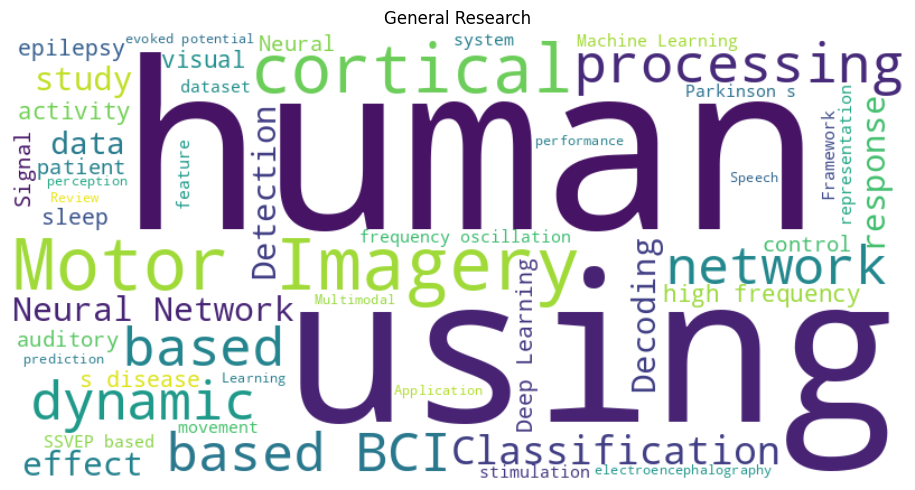 General Research
epilepsy
evoked potential
visual
Neural
cortical
system
Machine Learning
processing
study
dataset
Parkinson s
activity
human
data
patient
perception
Review
sleep
Signal
feature
Detection
performance
Speech
Framework
representation
response
Motor Imagery
frequency oscillation
control
network
high frequency
Decoding
Neural Network
Multimodal
using
auditory
prediction
based
s disease
Learning
Application
Deep Learning
dynamic
movement
SSVEP based
effect
based BCI
Classification
stimulation
electroencephalography